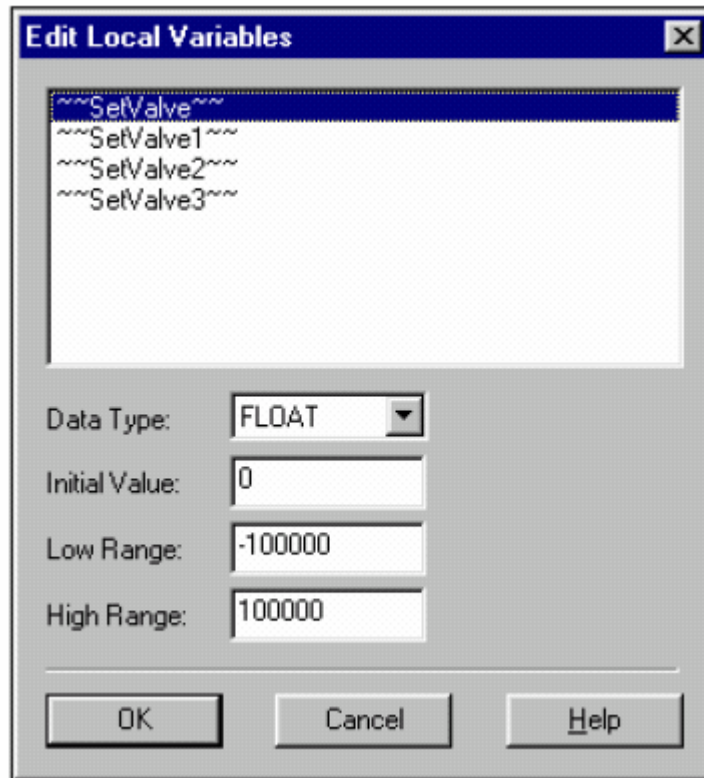 Edit Local Variables
~~SetValve~~
~~SetValve1~~
~~SetValve2~~
~~SetValve3~~
Data Type: FLOAT
Initial Value: 0
Low Range: -100000
High Range: 100000
OK Cancel Help